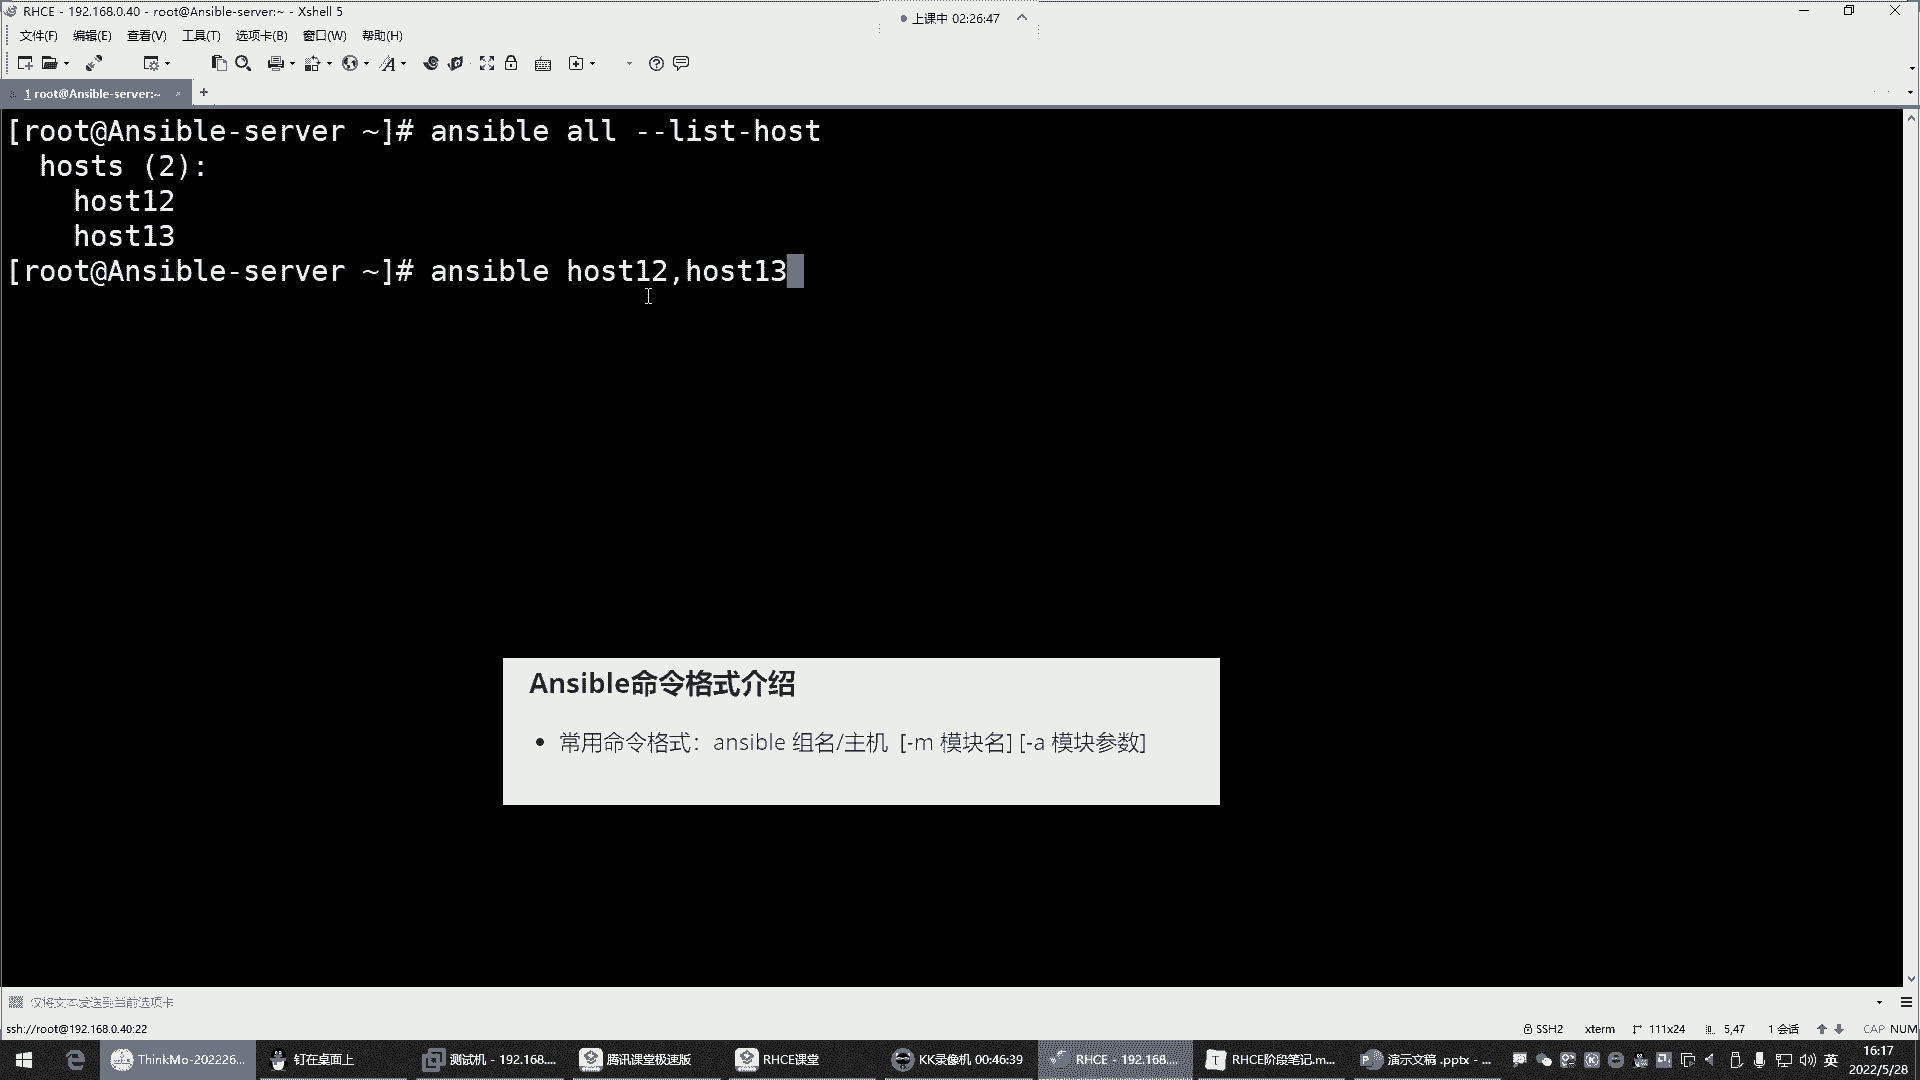 RHCE - 192.168.0.40 - root@Ansible-server:~ - Xshell 5
上课中 02:26:47
文件(F) 编辑(E) 查看(V) 工具(T) 选项卡(B) 窗口(W) 帮助(H)
1 root@Ansible-server:~
[root@Ansible-server ~]# ansible all --list-host
hosts (2):
host12
host13
[root@Ansible-server ~]# ansible host12,host13
Ansible命令格式介绍
• 常用命令格式：ansible 组名/主机 [-m 模块名] [-a 模块参数]
仅将文本发送到当前选项卡
ssh://root@192.168.0.40:22 SSH2 xterm 111x24 5,47 1 会话 CAP NUM
ThinkMo-202226... 钉在桌面上 测试机 - 192.168.... 腾讯课堂极速版 RHCE课堂 KK录像机 00:46:39 RHCE - 192.168.... RHCE阶段笔记.m... 演示文稿 .pptx - ... 英 16:17
2022/5/28